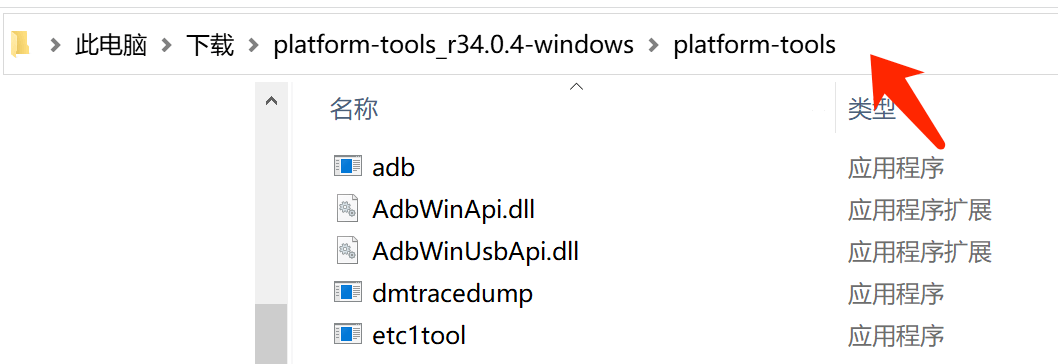 此电脑 > 下载 > platform-tools_r34.0.4-windows > platform-tools
名称 类型
adb 应用程序
AdbWinApi.dll 应用程序扩展
AdbWinUsbApi.dll 应用程序扩展
dmtracedump 应用程序
etc1tool 应用程序